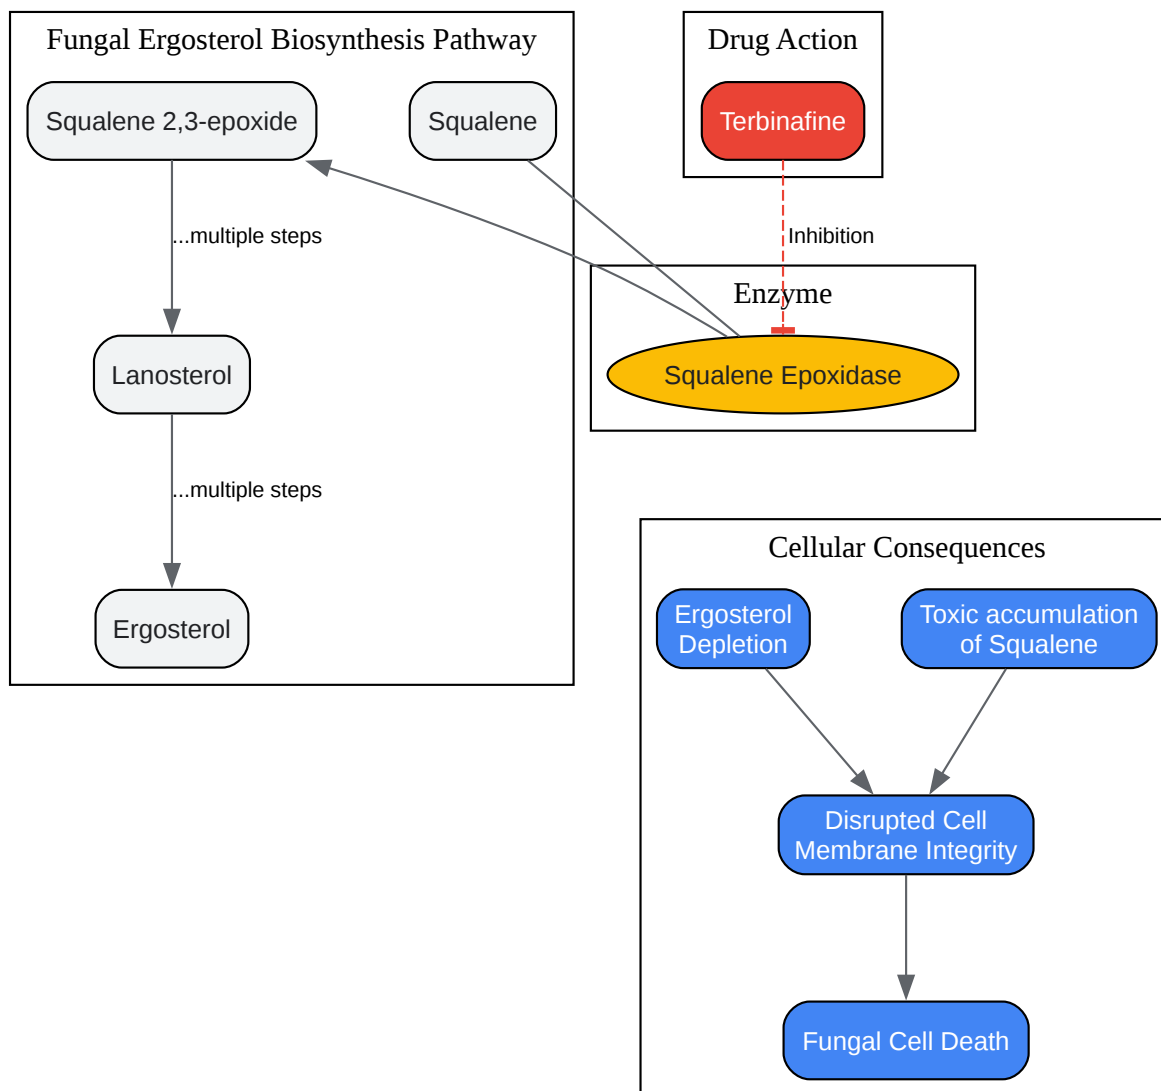 Fungal Ergosterol Biosynthesis Pathway
Squalene 2,3-epoxide
Squalene
...multiple steps
Lanosterol
...multiple steps
Ergosterol
Drug Action
Terbinafine
Inhibition
Enzyme
Squalene Epoxidase
Cellular Consequences
Ergosterol
Depletion
Toxic accumulation
of Squalene
Disrupted Cell
Membrane Integrity
Fungal Cell Death